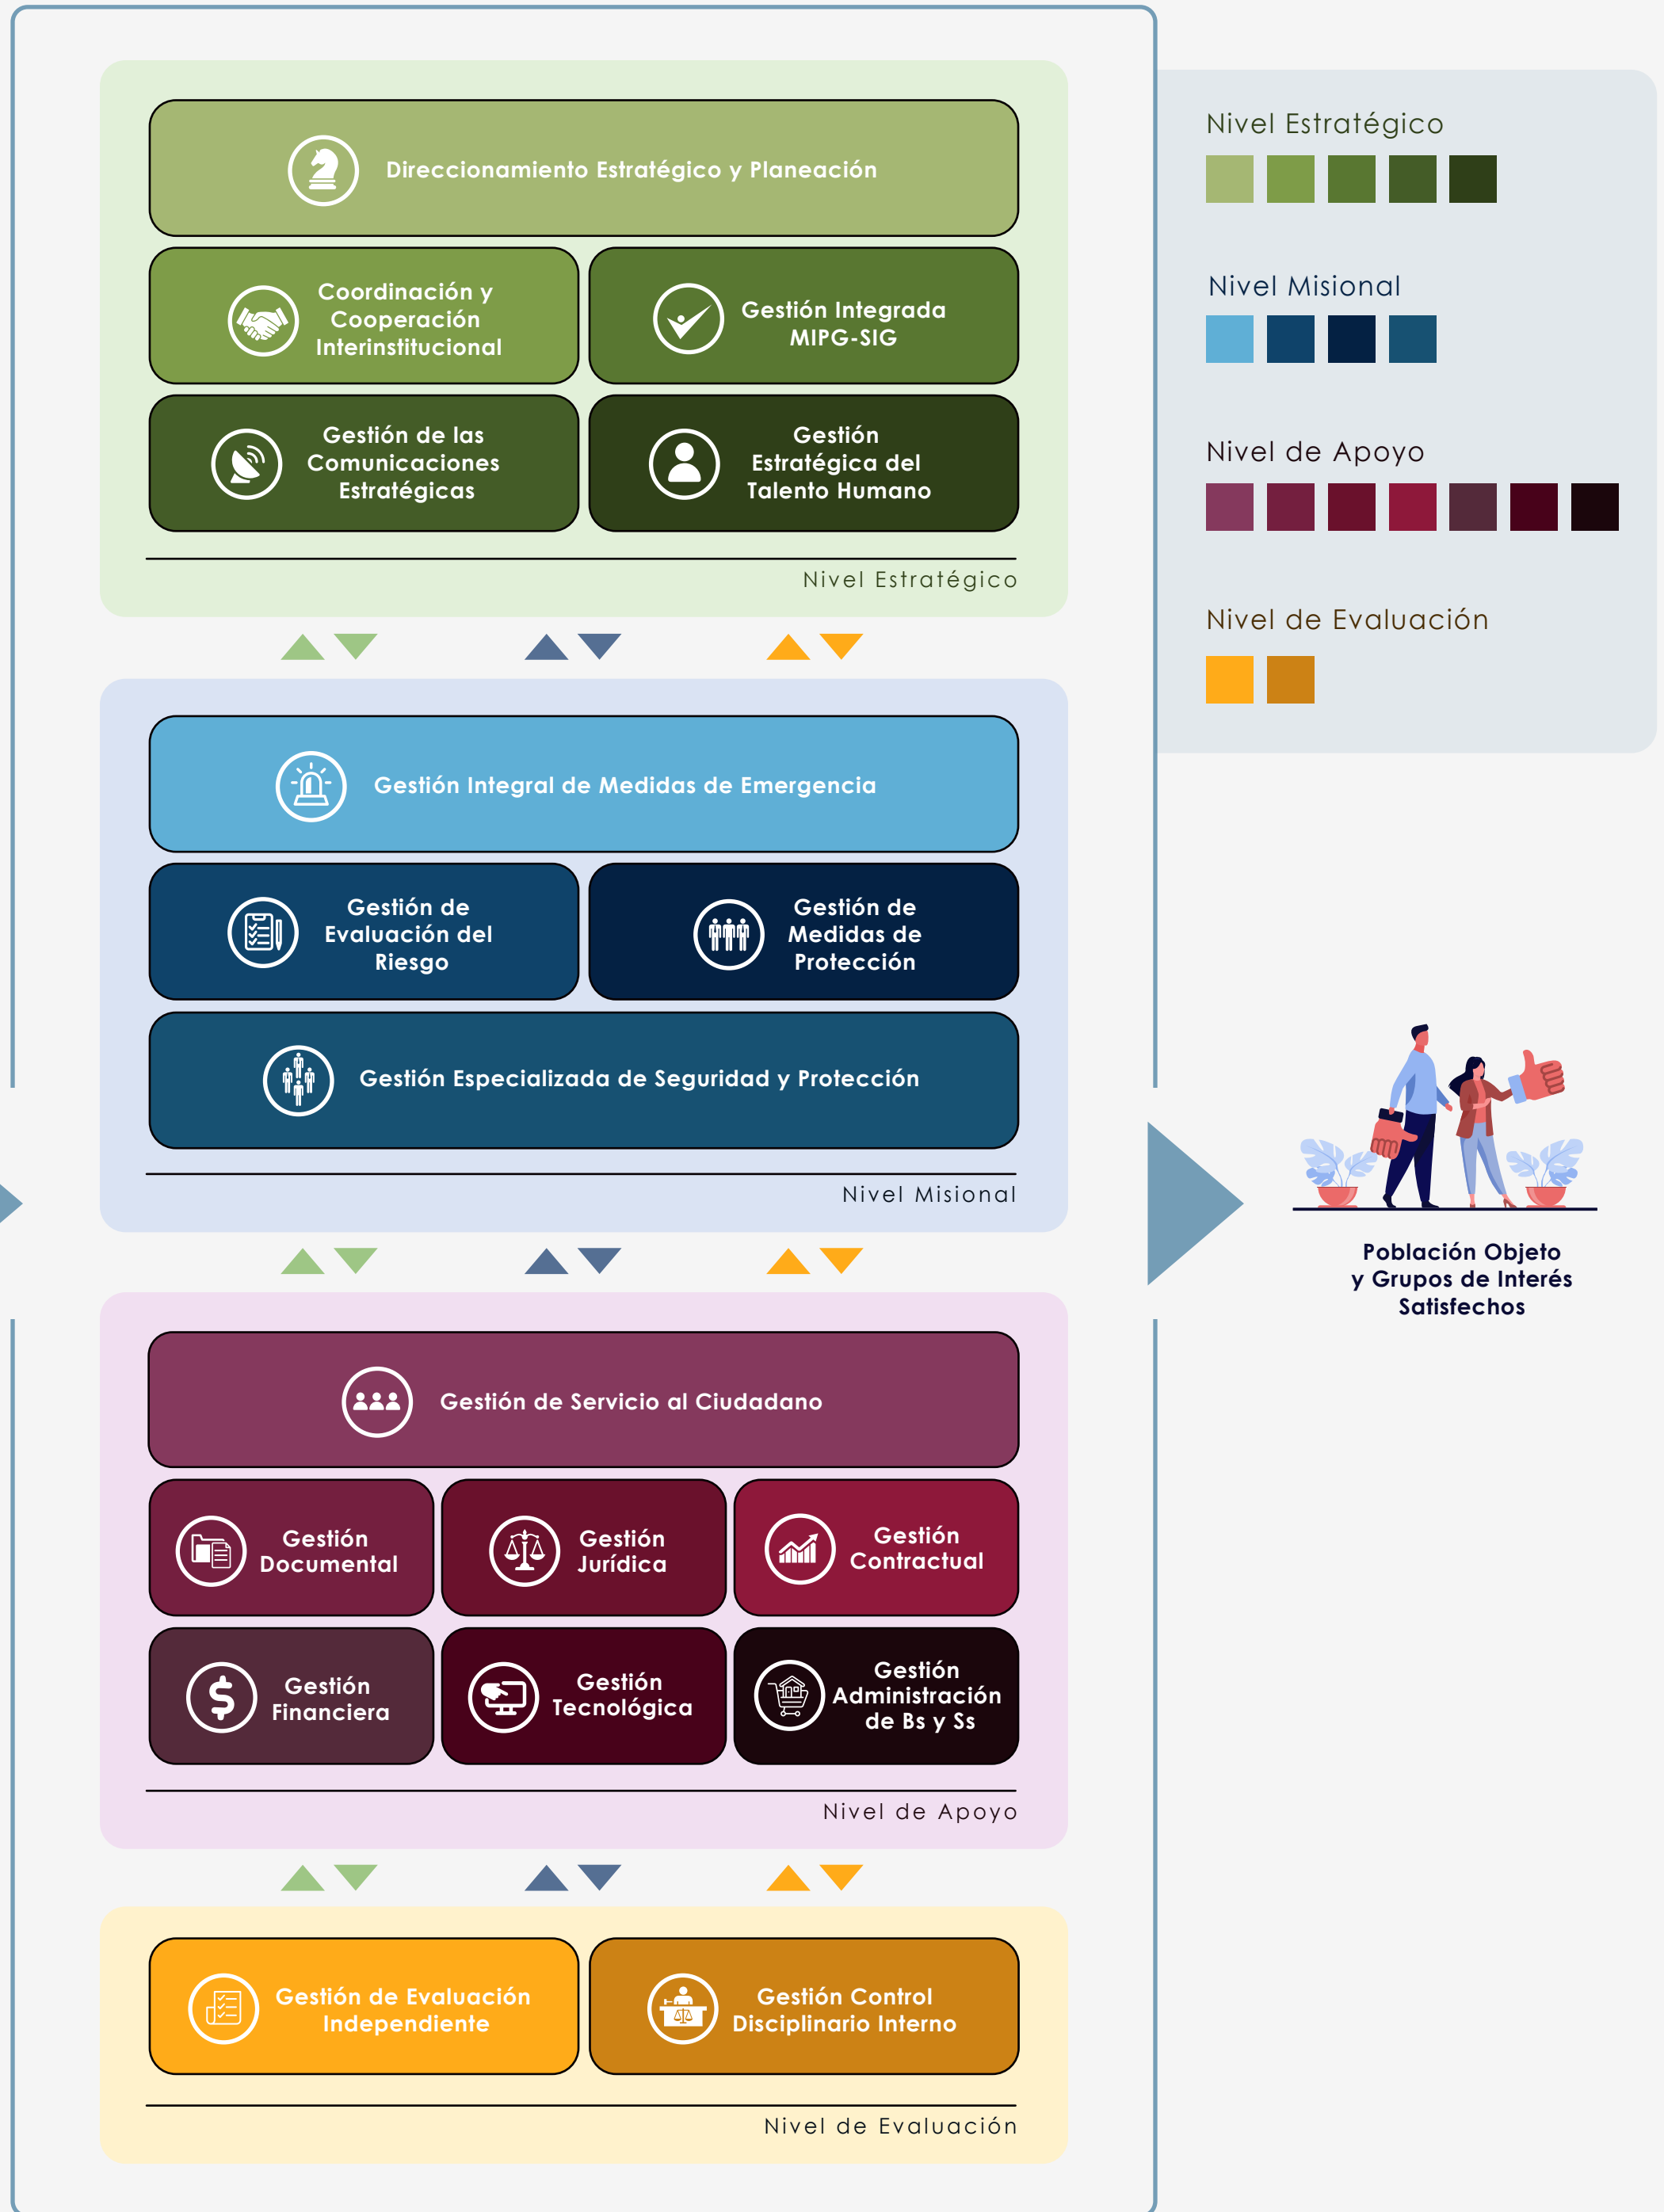 Direccionamiento Estratégico y Planeación
Coordinación y
Cooperación
Interinstitucional
Gestión Integrada
MIPG-SIG
Gestión de las
Comunicaciones
Estratégicas
Gestión
Estratégica del
Talento Humano
Nivel Estratégico
Gestión Integral de Medidas de Emergencia
Gestión de
Evaluación del
Riesgo
Gestión de
Medidas de
Protección
Gestión Especializada de Seguridad y Protección
Nivel Misional
Gestión de Servicio al Ciudadano
Gestión
Documental
Gestión
Jurídica
Gestión
Contractual
Gestión
Financiera
Gestión
Tecnológica
Gestión
Administración
de Bs y Ss
Nivel de Apoyo
Gestión de Evaluación
Independiente
Gestión Control
Disciplinario Interno
Nivel de Evaluación
Nivel Estratégico
Nivel Misional
Nivel de Apoyo
Nivel de Evaluación
Población Objeto
y Grupos de Interés
Satisfechos